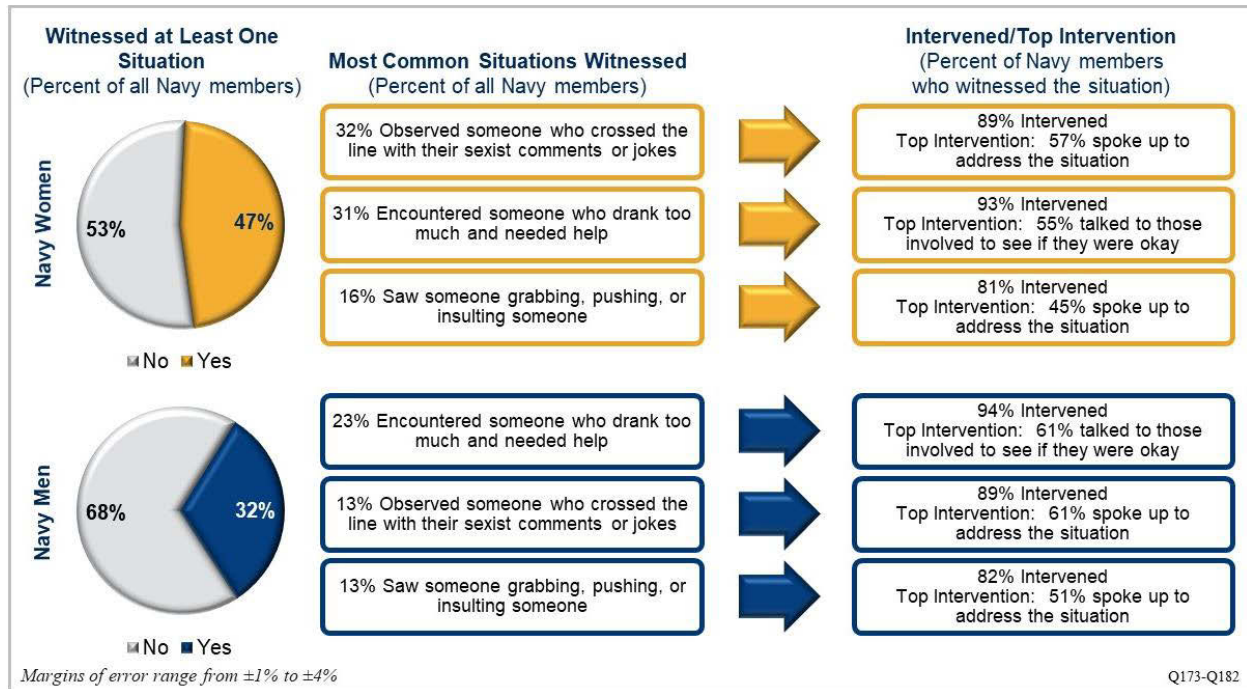 Witnessed at Least One
Situation
(Percent of all Navy members)
Most Common Situations Witnessed
(Percent of all Navy members)
Intervened/Top Intervention
(Percent of Navy members
who witnessed the situation)
Navy Women
53%
47%
No Yes
32% Observed someone who crossed the
line with their sexist comments or jokes
89% Intervened
Top Intervention: 57% spoke up to
address the situation
31% Encountered someone who drank too
much and needed help
93% Intervened
Top Intervention: 55% talked to those
involved to see if they were okay
16% Saw someone grabbing, pushing, or
insulting someone
81% Intervened
Top Intervention: 45% spoke up to
address the situation
Navy Men
68%
32%
No Yes
23% Encountered someone who drank too
much and needed help
94% Intervened
Top Intervention: 61% talked to those
involved to see if they were okay
13% Observed someone who crossed the
line with their sexist comments or jokes
89% Intervened
Top Intervention: 61% spoke up to
address the situation
13% Saw someone grabbing, pushing, or
insulting someone
82% Intervened
Top Intervention: 51% spoke up to
address the situation
Margins of error range from ±1% to ±4%
Q173-Q182